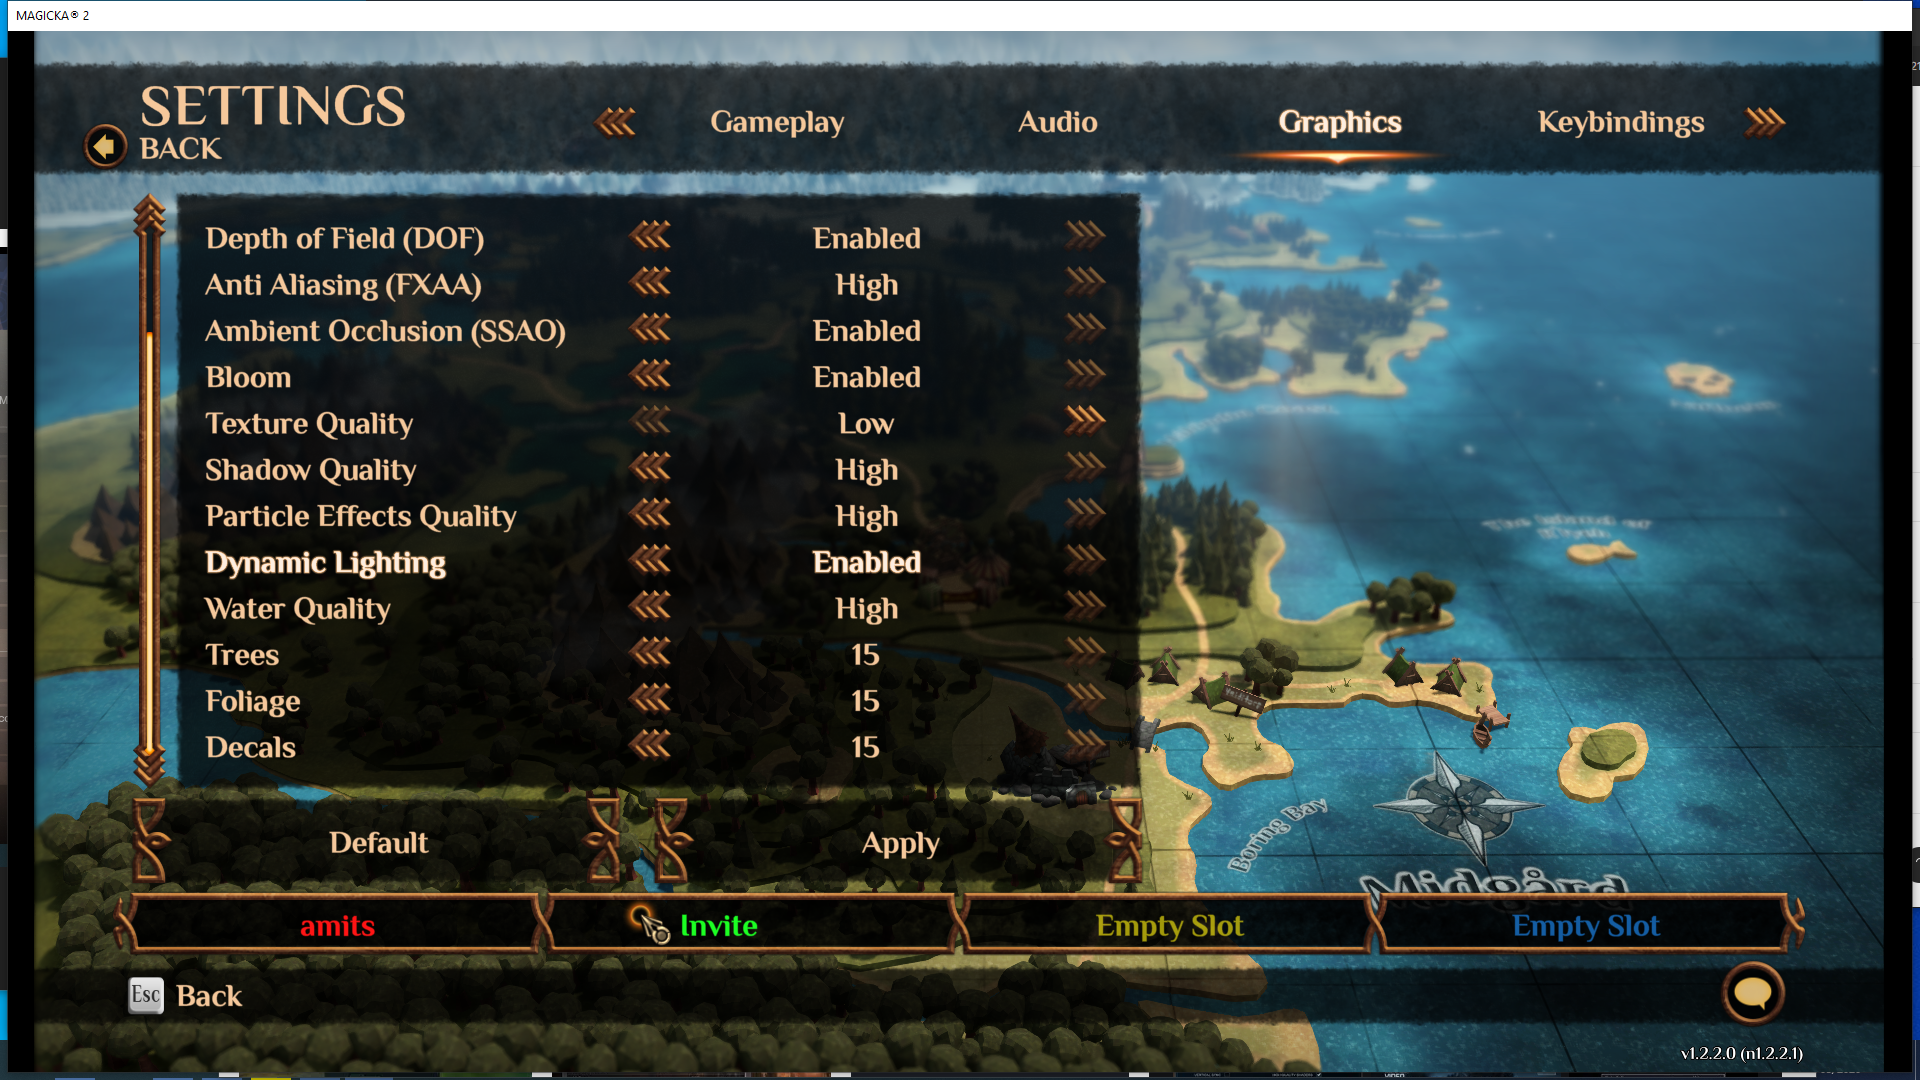 MAGICKA® 2
SETTINGS
BACK
Gameplay
Audio
Graphics
Keybindings
Depth of Field (DOF) Enabled
Anti Aliasing (FXAA) High
Ambient Occlusion (SSAO) Enabled
Bloom Enabled
Texture Quality Low
Shadow Quality High
Particle Effects Quality High
Dynamic Lighting Enabled
Water Quality High
Trees 15
Foliage 15
Decals 15
Default
Apply
Boring Bay
Midgård
amits
Invite
Empty Slot
Empty Slot
Esc Back
v1.2.2.0 (n1.2.2.1)